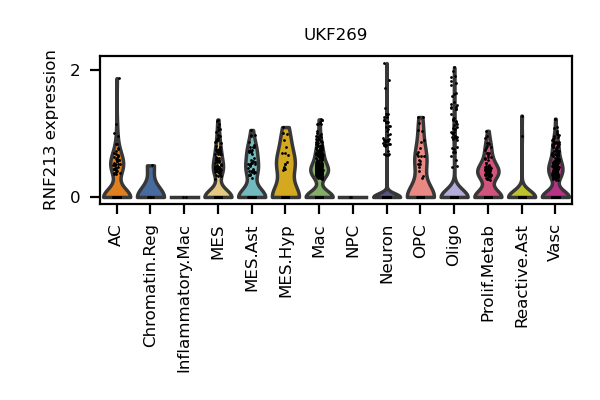 UKF269
RNF213 expression
2
0
AC
Chromatin.Reg
Inflammatory.Mac
MES
MES.Ast
MES.Hyp
Mac
NPC
Neuron
OPC
Oligo
Prolif.Metab
Reactive.Ast
Vasc